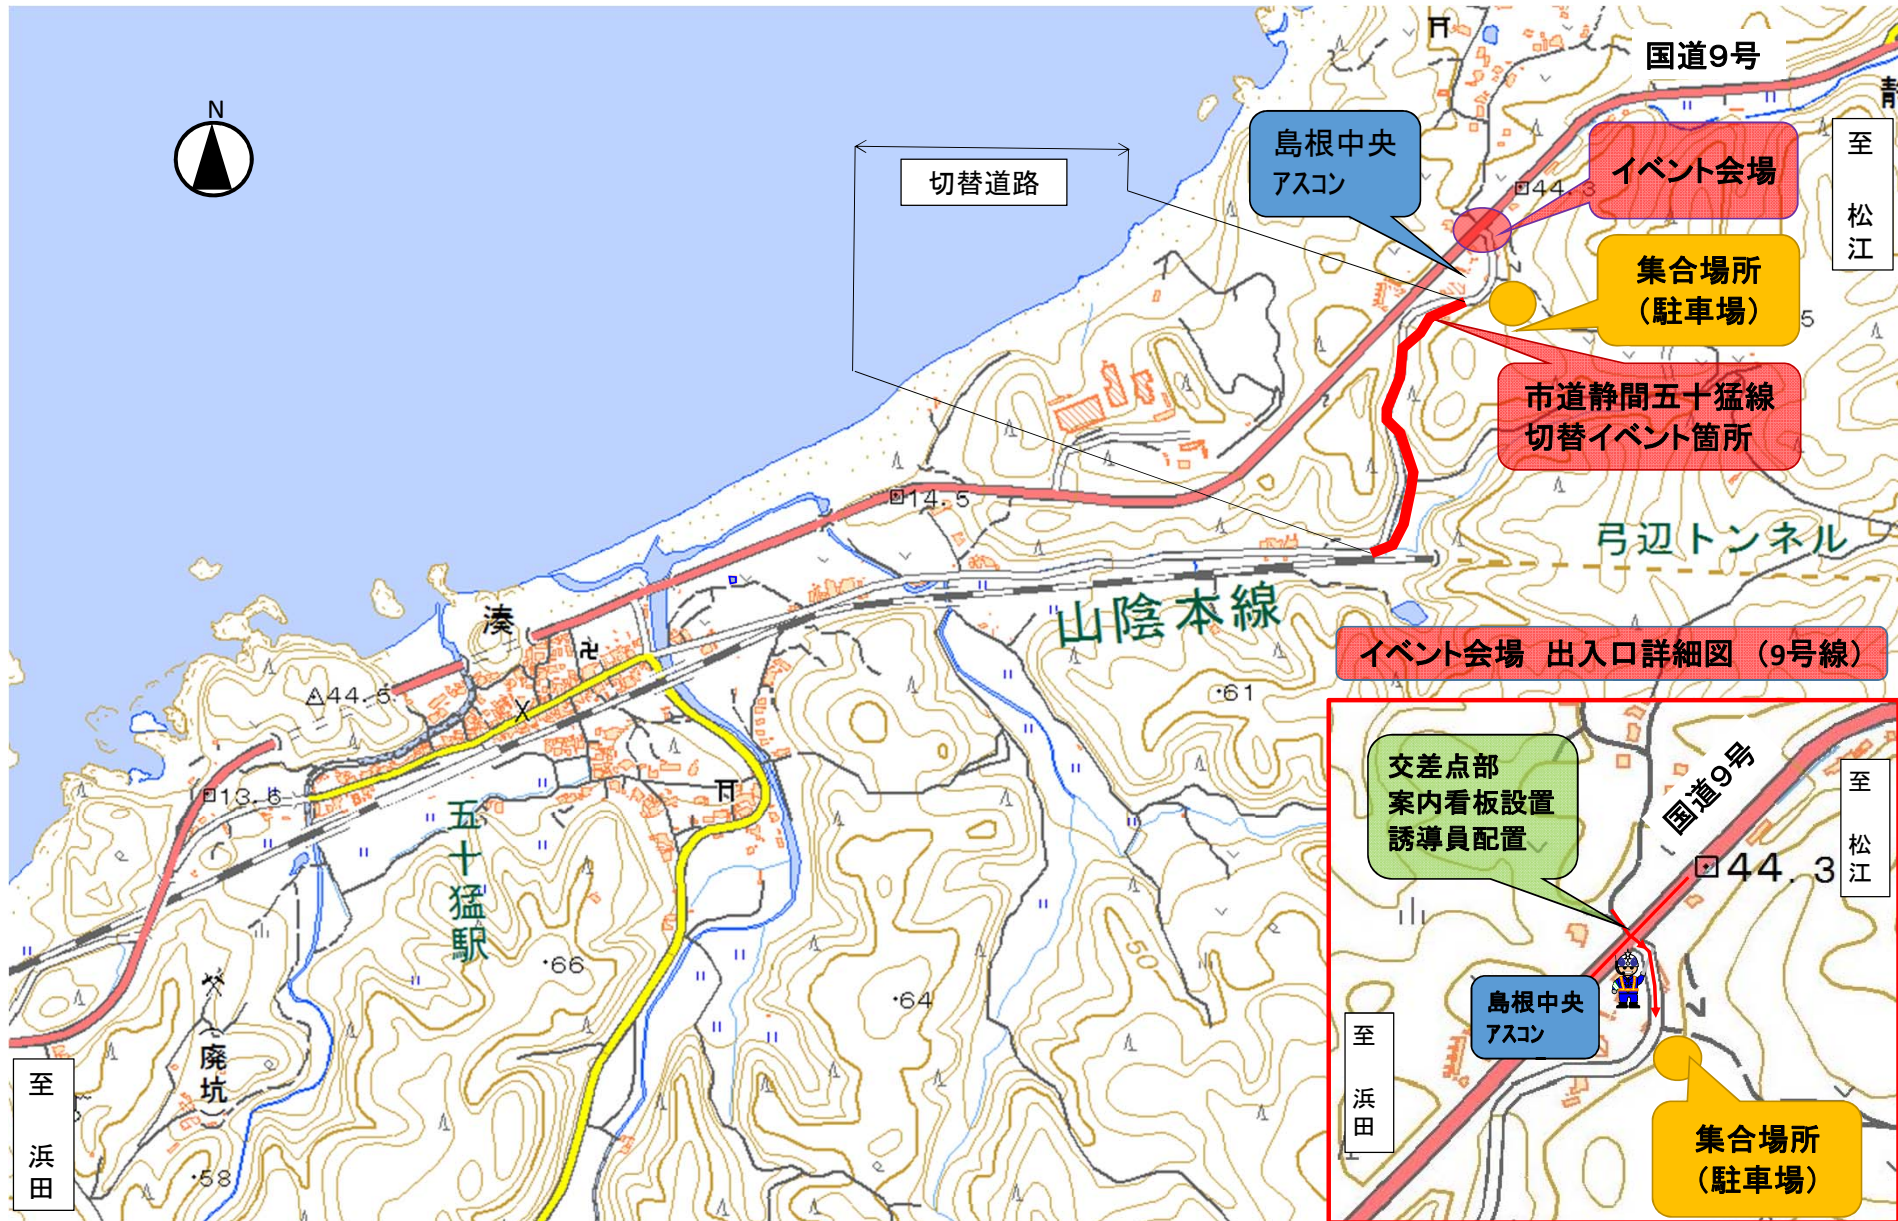 N
国道9号
静
島根中央
アスコン
イベント会場
至 松江
切替道路
44.3
集合場所
(駐車場)
5
市道静間五十猛線
切替イベント箇所
14.5
弓辺トンネル
山陰本線
湊
イベント会場 出入口詳細図 (9号線)
44.5
61
13.6
五十猛駅
66
64
50
(廃坑)
58
至 浜田
交差点部
案内看板設置
誘導員配置
国道9号
至 松江
44.3
島根中央
アスコン
至 浜田
集合場所
(駐車場)